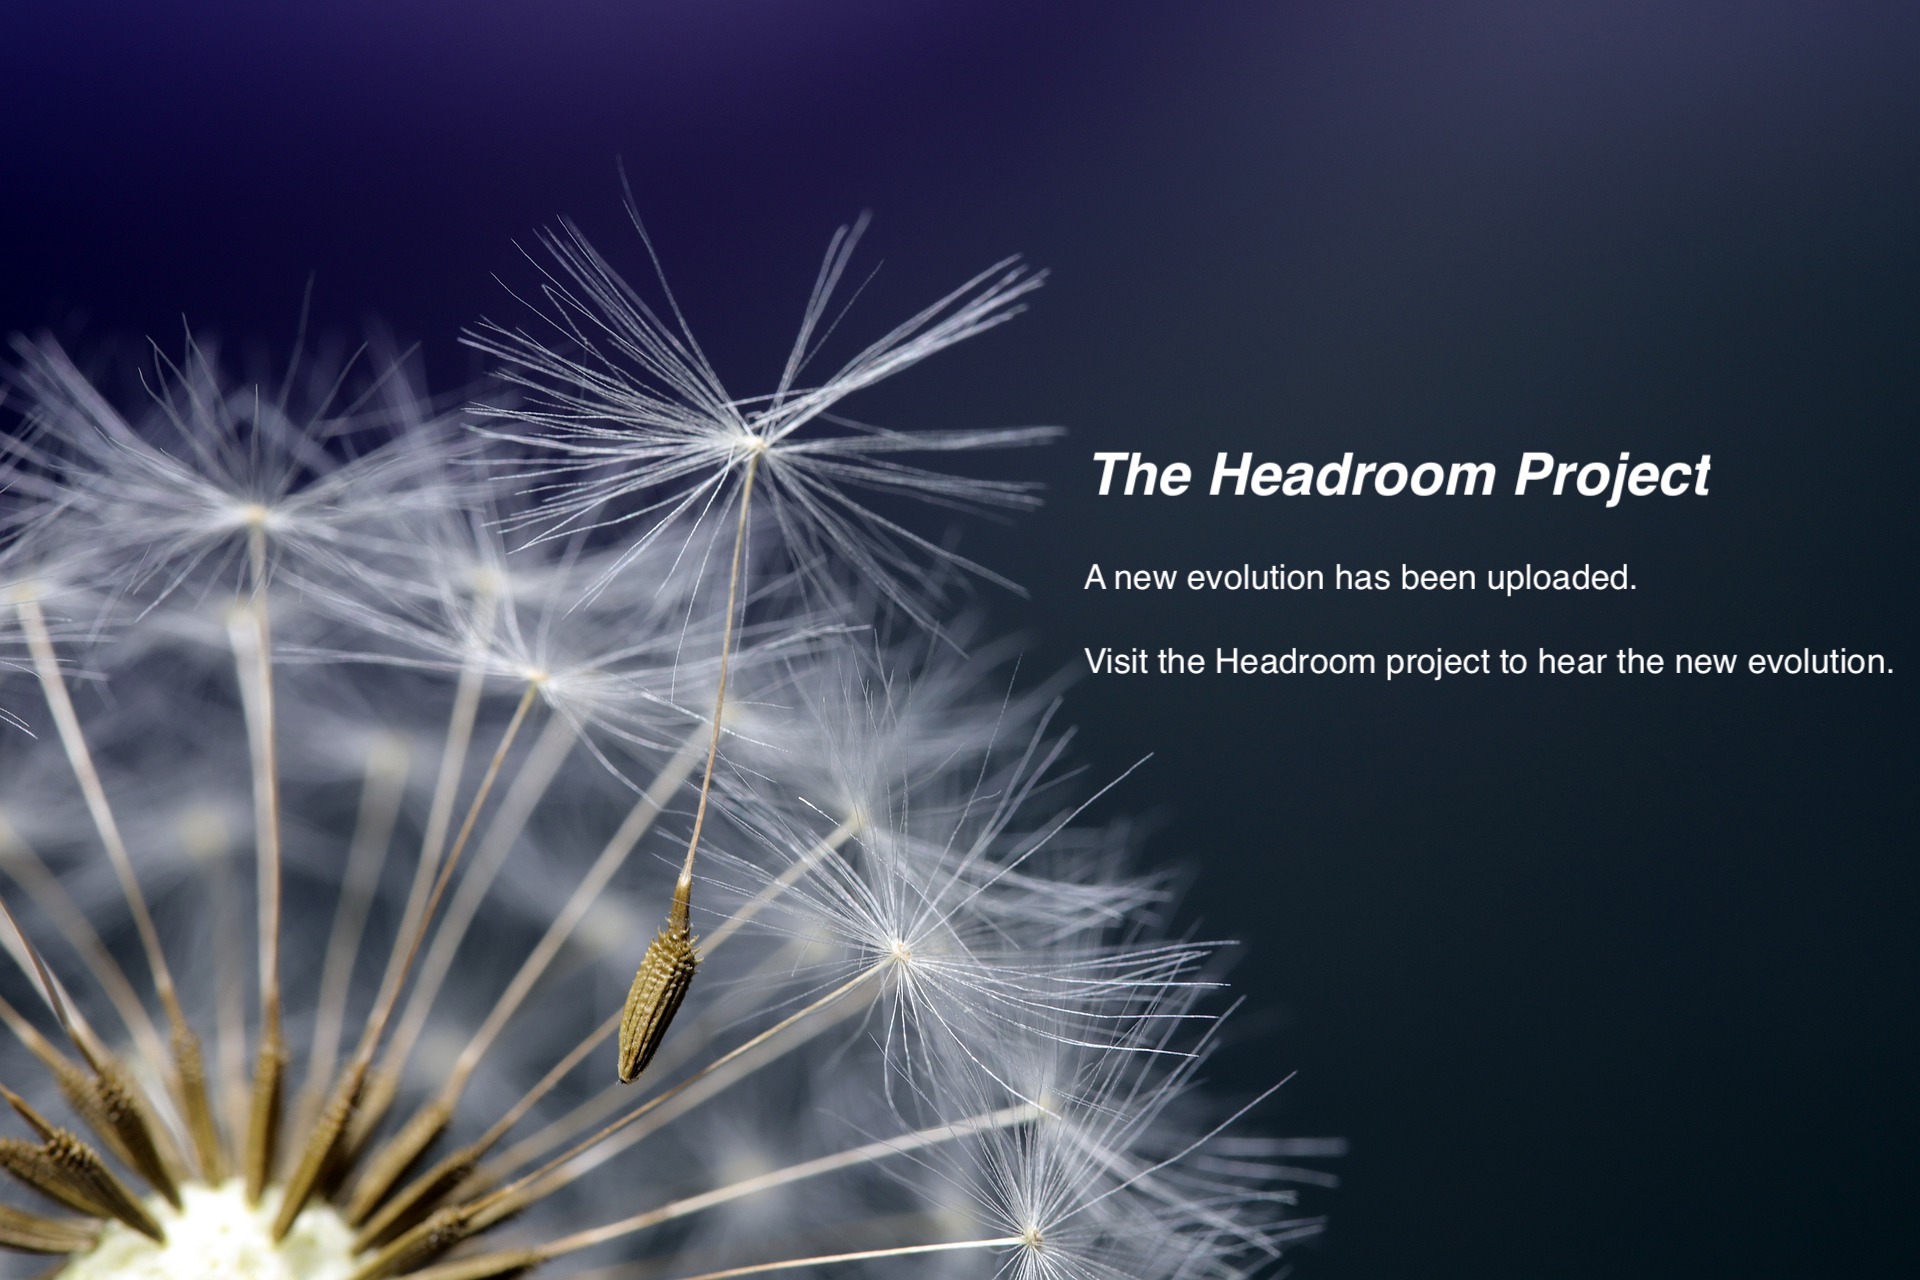 The Headroom Project
A new evolution has been uploaded.
Visit the Headroom project to hear the new evolution.